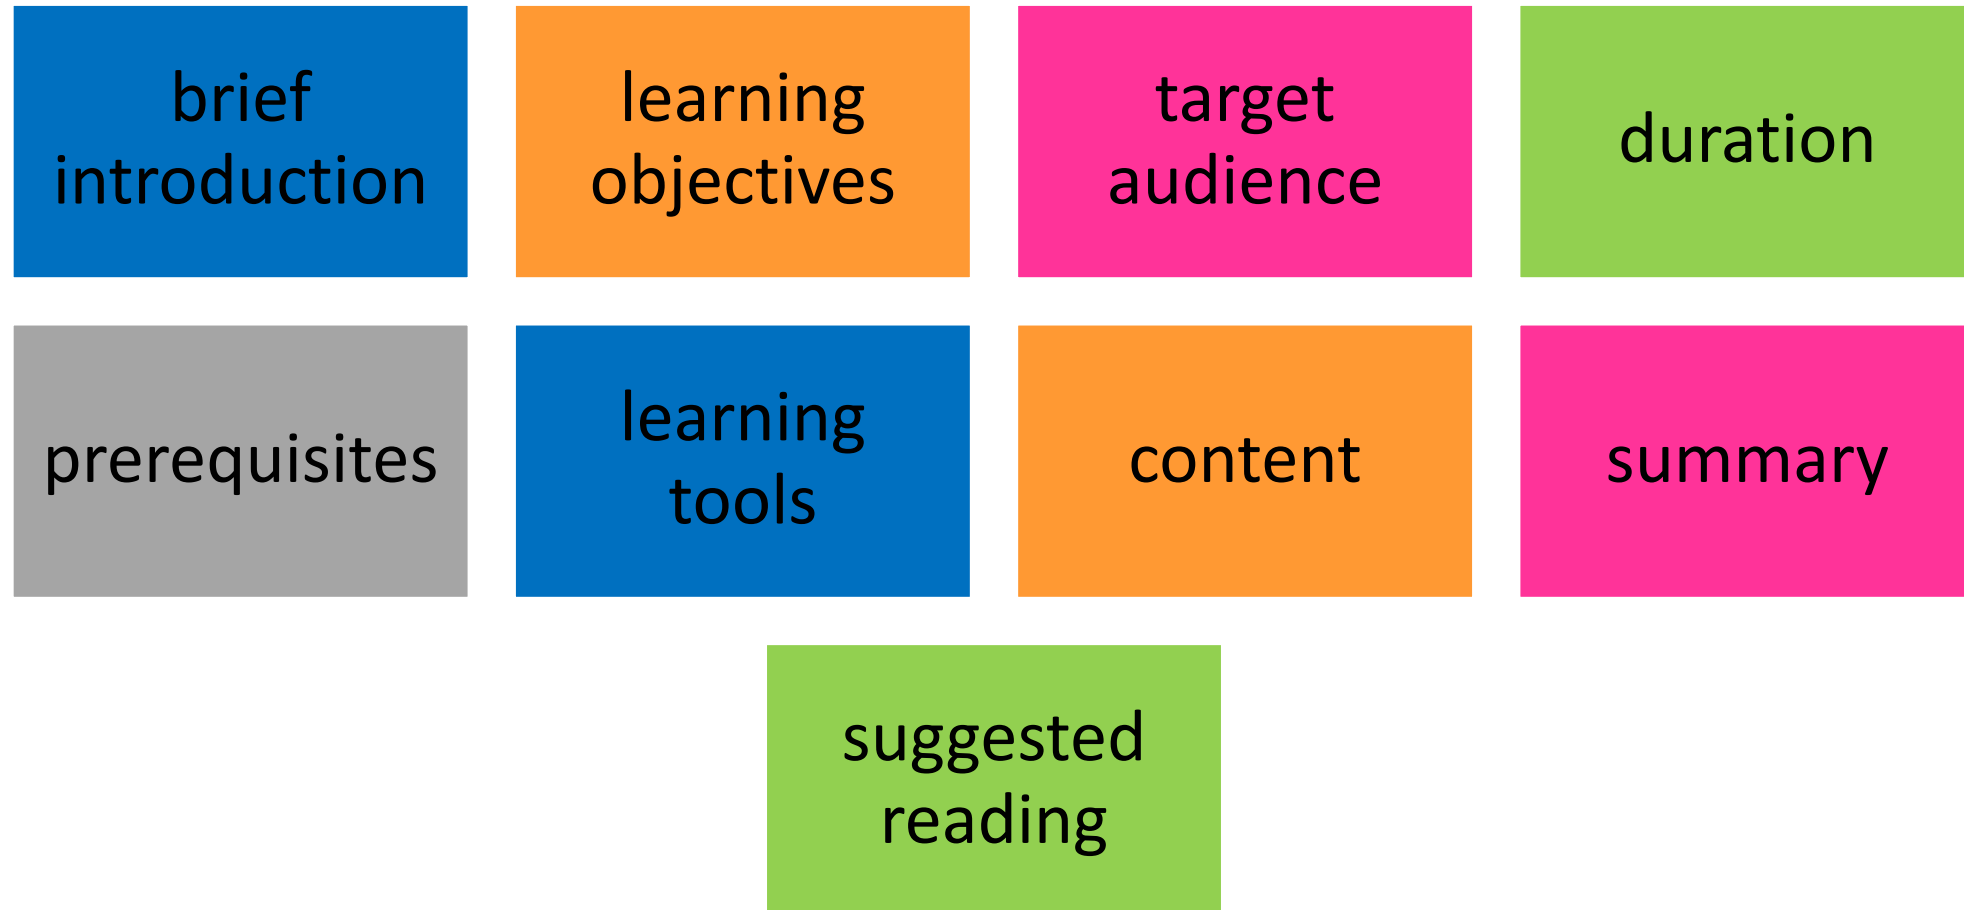 brief
introduction
learning
objectives
target
audience
duration
prerequisites
learning
tools
content
summary
suggested
reading